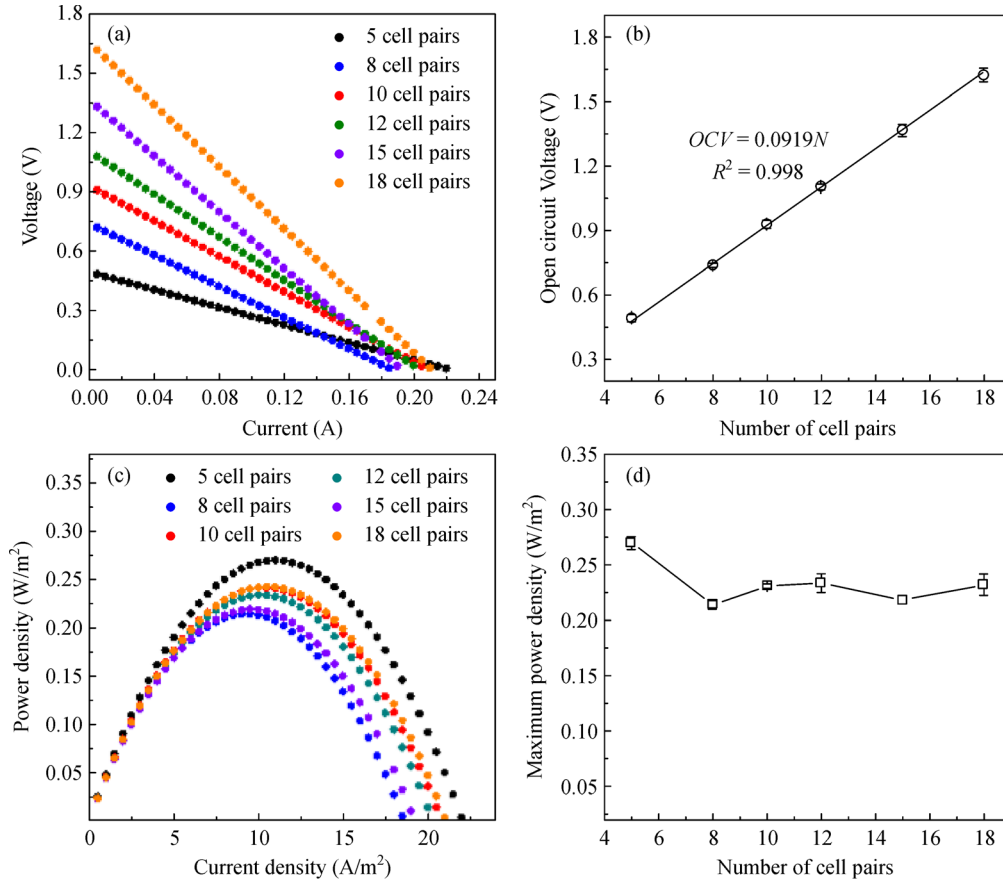 (a)
1.8
1.5
1.2
0.9
0.6
0.3
0.0
Voltage (V)
5 cell pairs
8 cell pairs
10 cell pairs
12 cell pairs
15 cell pairs
18 cell pairs
0.00 0.04 0.08 0.12 0.16 0.20 0.24
Current (A)
(b)
1.8
1.5
1.2
0.9
0.6
0.3
Open circuit Voltage (V)
OCV = 0.0919N
R² = 0.998
4 6 8 10 12 14 16 18
Number of cell pairs
(c)
0.35
0.30
0.25
0.20
0.15
0.10
0.05
Power density (W/m²)
5 cell pairs 12 cell pairs
8 cell pairs 15 cell pairs
10 cell pairs 18 cell pairs
0 5 10 15 20
Current density (A/m²)
(d)
0.35
0.30
0.25
0.20
0.15
0.10
0.05
Maximum power density (W/m²)
4 6 8 10 12 14 16 18
Number of cell pairs